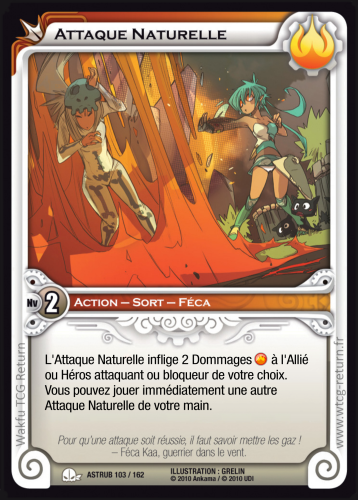 Attaque Naturelle
Nv 2
Action – Sort – Féca
L'Attaque Naturelle inflige 2 Dommages à l'Allié
ou Héros attaquant ou bloqueur de votre choix.
Vous pouvez jouer immédiatement une autre
Attaque Naturelle de votre main.
Pour qu'une attaque soit réussie, il faut savoir mettre les gaz !
– Féca Kaa, guerrier dans le vent.
ASTRUB 103 / 162
ILLUSTRATION : GRELIN
© 2010 Ankama / © 2010 UDI
Wakfu TCG Return
www.wtcg-return.fr